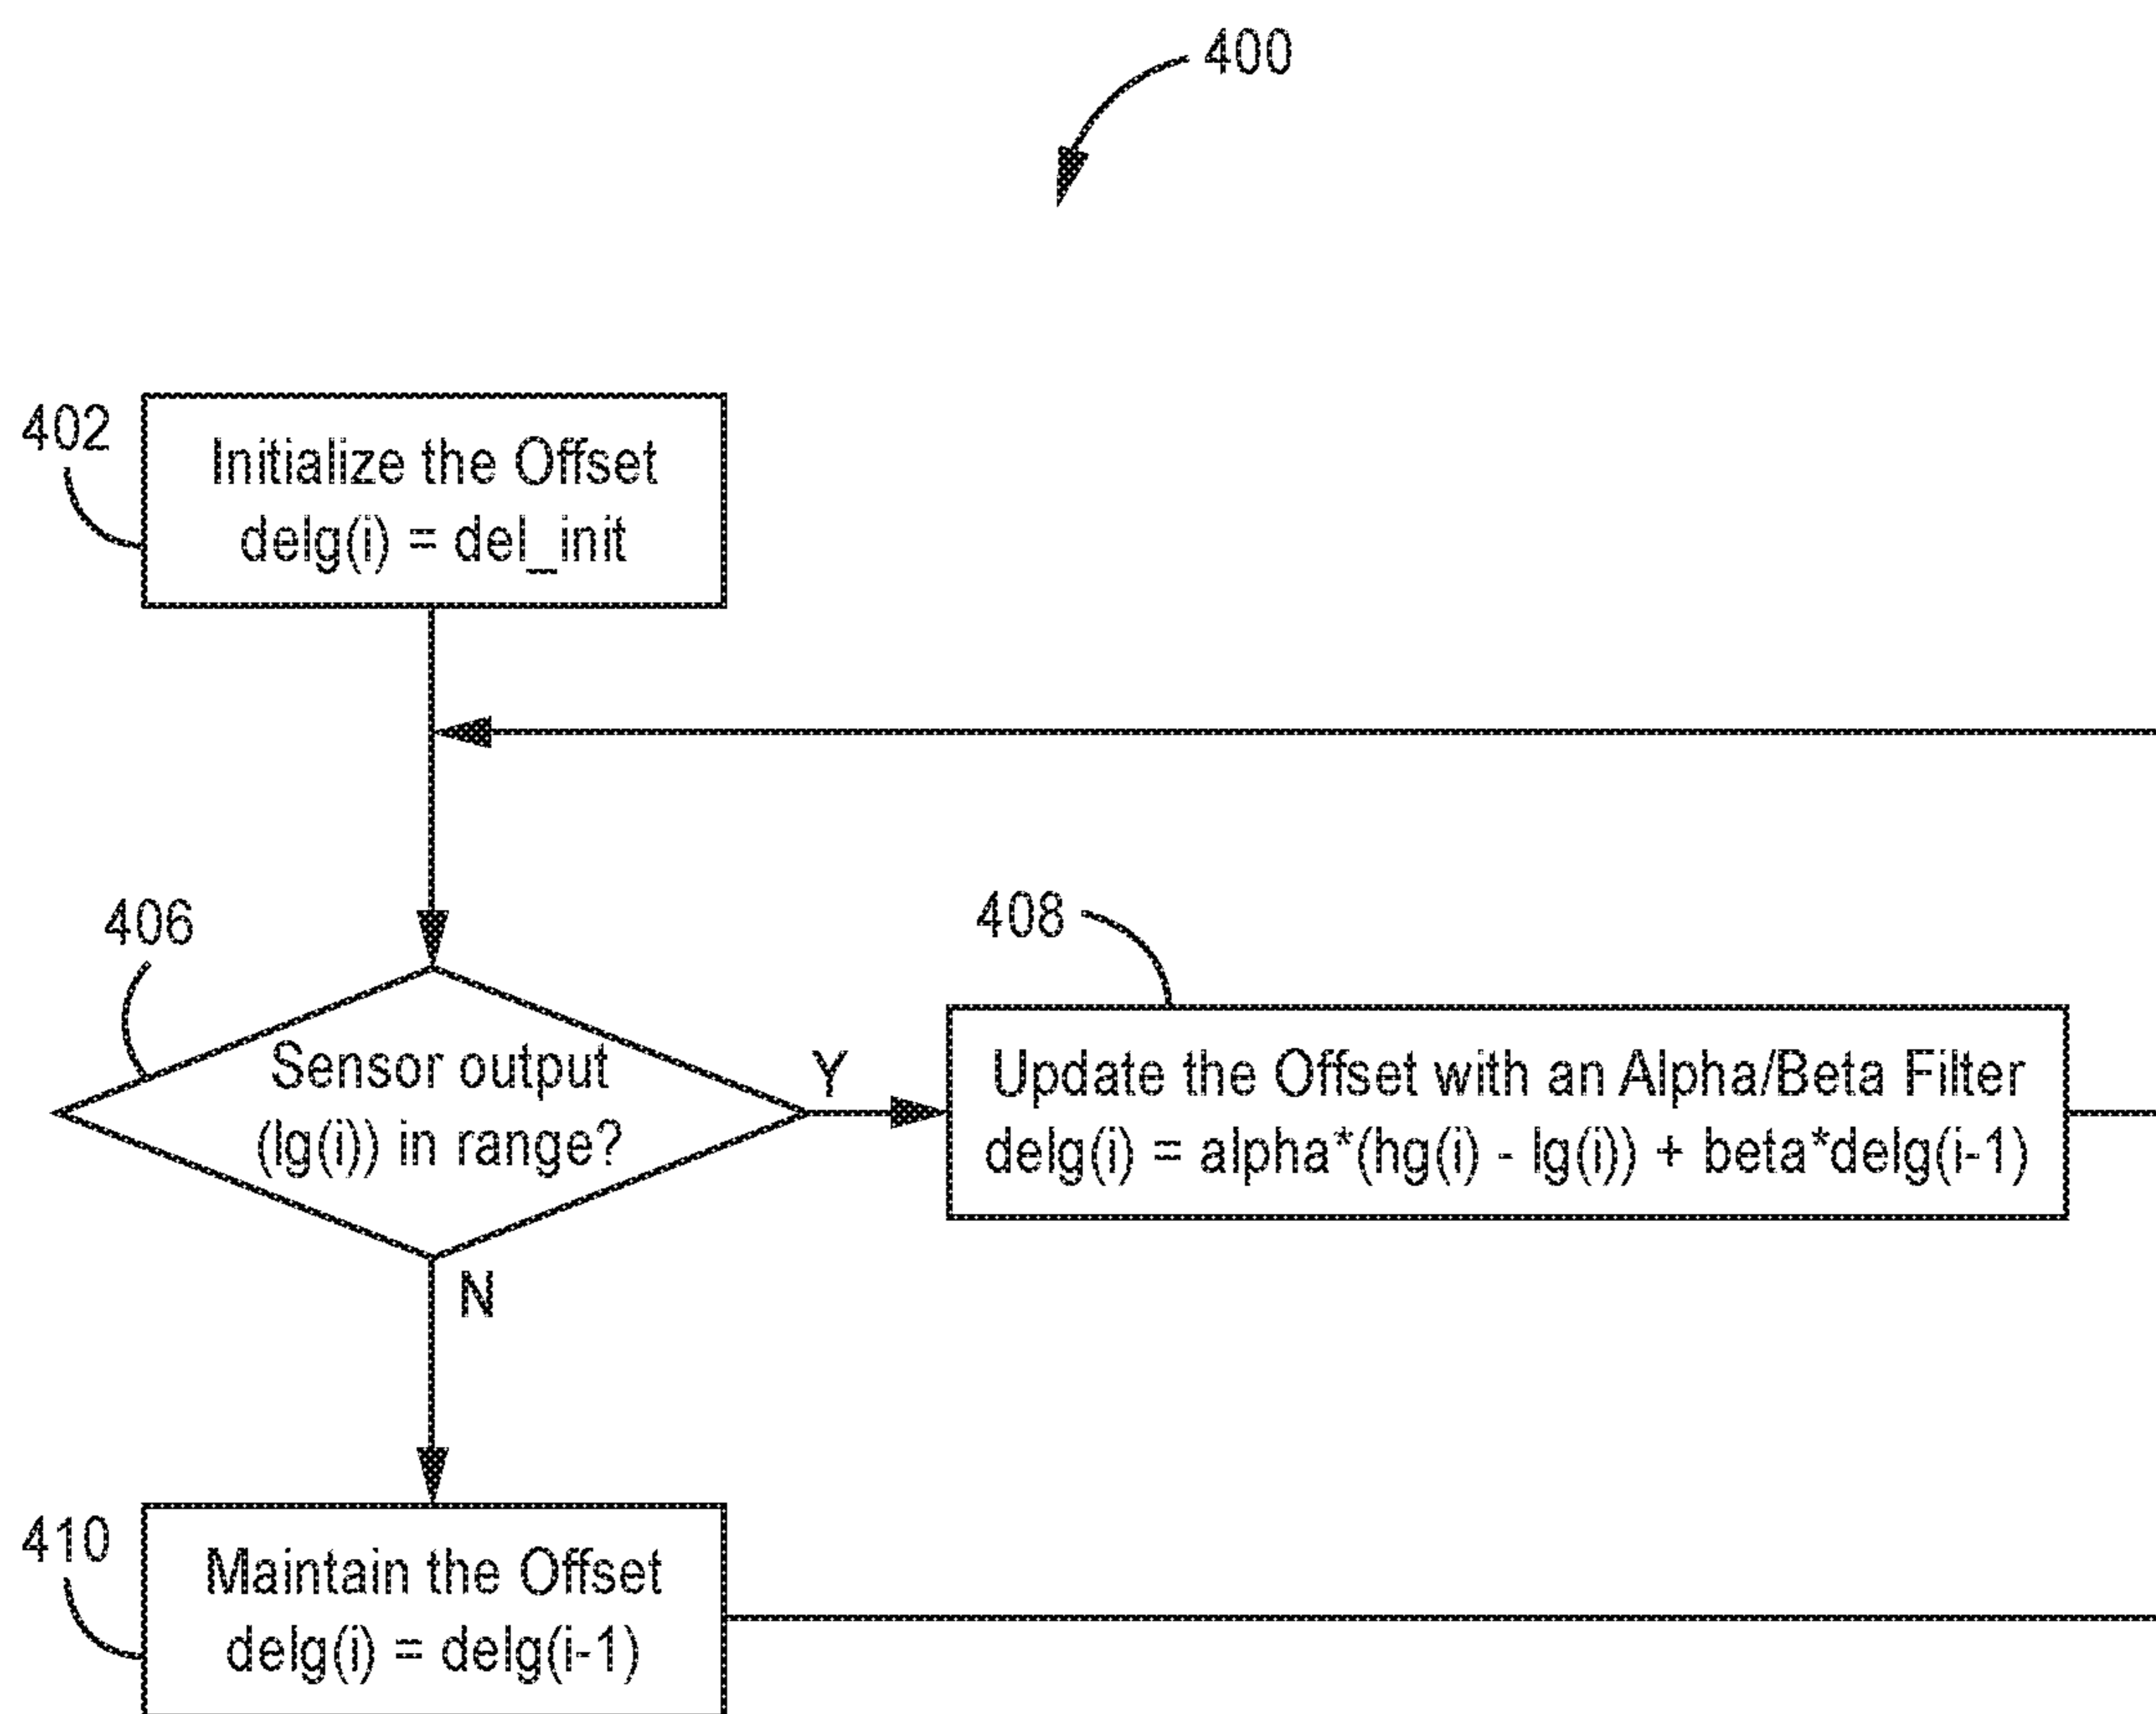 400
402
Initialize the Offset
delg(i) = del_init
406
Sensor output
(lg(i)) in range?
Y
N
408
Update the Offset with an Alpha/Beta Filter
delg(i) = alpha*(hg(i) - lg(i)) + beta*delg(i-1)
410
Maintain the Offset
delg(i) = delg(i-1)